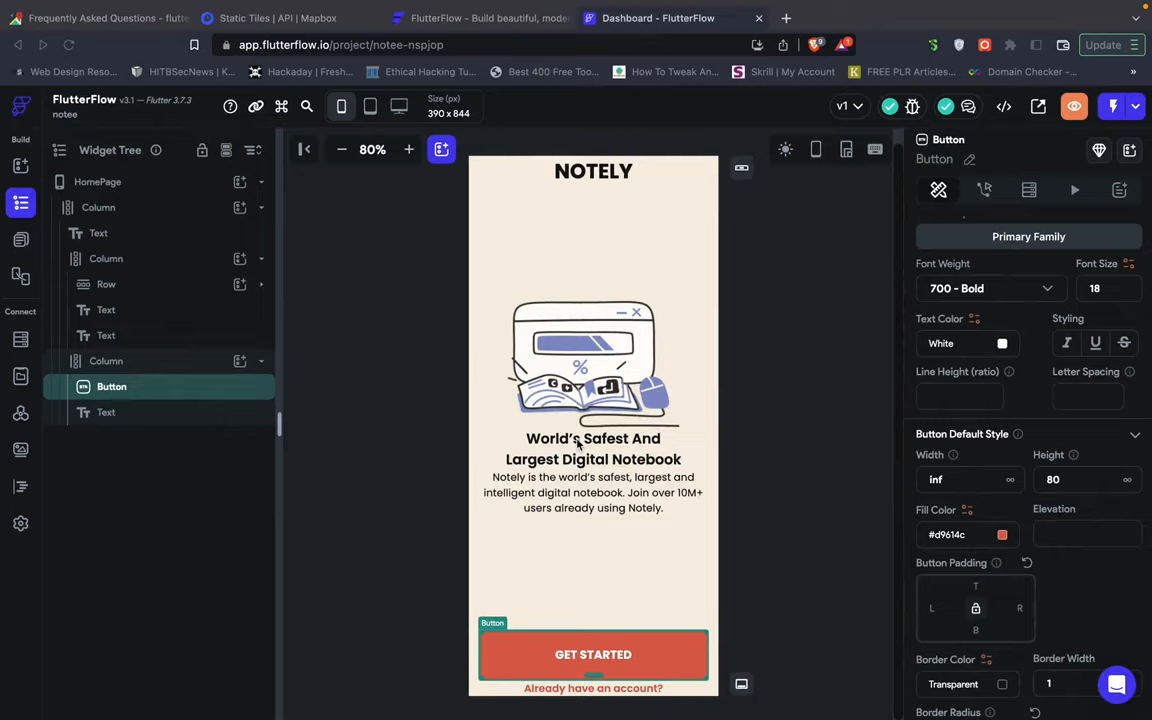 Frequently Asked Questions - flutte
Static Tiles | API | Mapbox
FlutterFlow - Build beautiful, moder
Dashboard - FlutterFlow
app.flutterflow.io/project/notee-nspjop
9
1
Update
Web Design Reso...
HITBSecNews | K...
Hackaday | Fresh...
Ethical Hacking Tu...
Best 400 Free Too...
How To Tweak An...
Skrill | My Account
FREE PLR Articles...
Domain Checker -...
»
FlutterFlow v3.1 - Flutter 3.7.3
notee
Size (px)
390 x 844
v1
Build
Widget Tree
HomePage
Column
Text
Column
Row
Text
Text
Column
Button
Text
Connect
80%
NOTELY
%
World's Safest And
Largest Digital Notebook
Notely is the world's safest, largest and
intelligent digital notebook. Join over 10M+
users already using Notely.
Button
GET STARTED
Already have an account?
Button
Button
Primary Family
Font Weight
Font Size
700 - Bold
18
Text Color
Styling
White
Line Height (ratio)
Letter Spacing
Button Default Style
Width
Height
inf ∞
80 ∞
Fill Color
Elevation
#d9614c
Button Padding
T
L
R
B
Border Color
Border Width
Transparent
1
Border Radius